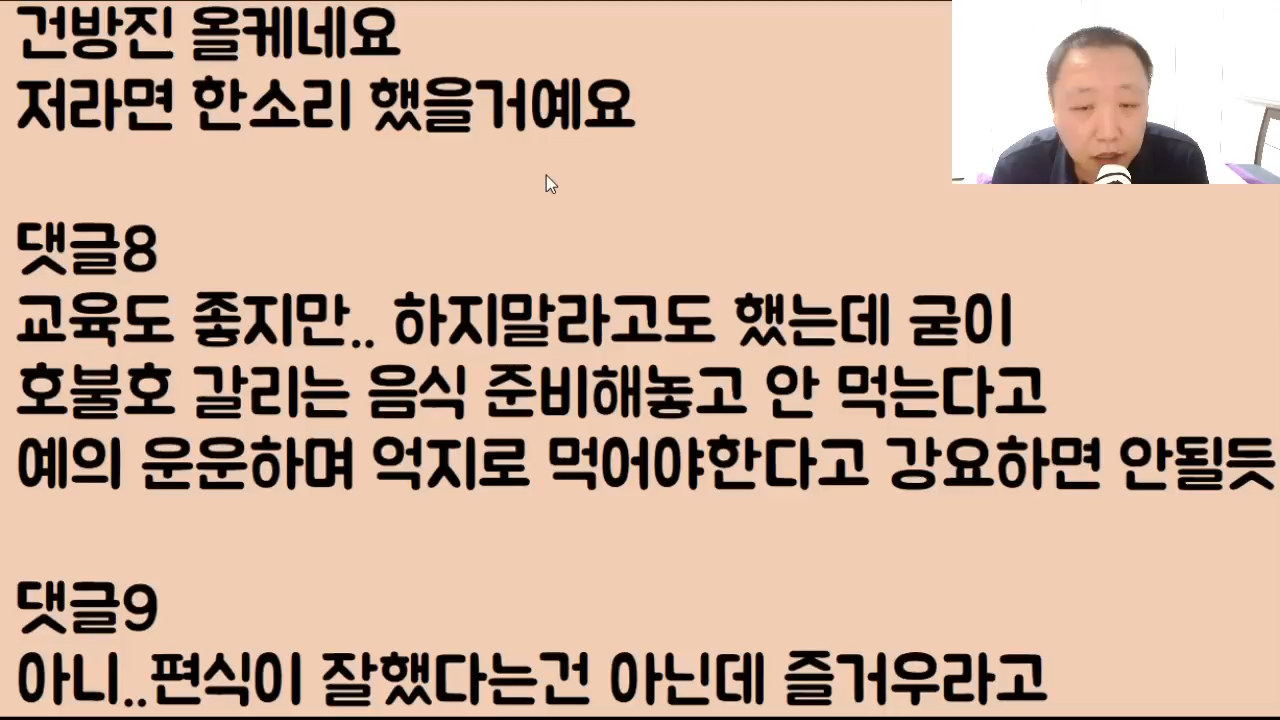 건방진 올케네요
저라면 한소리 했을거예요
댓글8
교육도 좋지만.. 하지말라고도 했는데 굳이
호불호 갈리는 음식 준비해놓고 안 먹는다고
예의 운운하며 억지로 먹어야한다고 강요하면 안될듯
댓글9
아니..편식이 잘했다는건 아닌데 즐거우라고